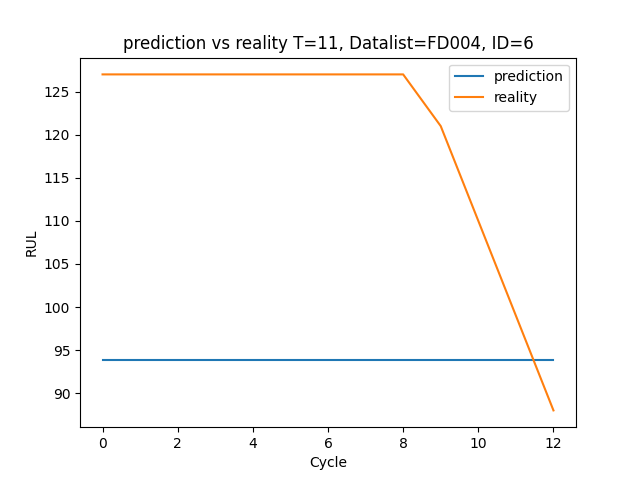 prediction vs reality T=11, Datalist=FD004, ID=6
prediction
reality
RUL
125
120
115
110
105
100
95
90
0 2 4 6 8 10 12
Cycle